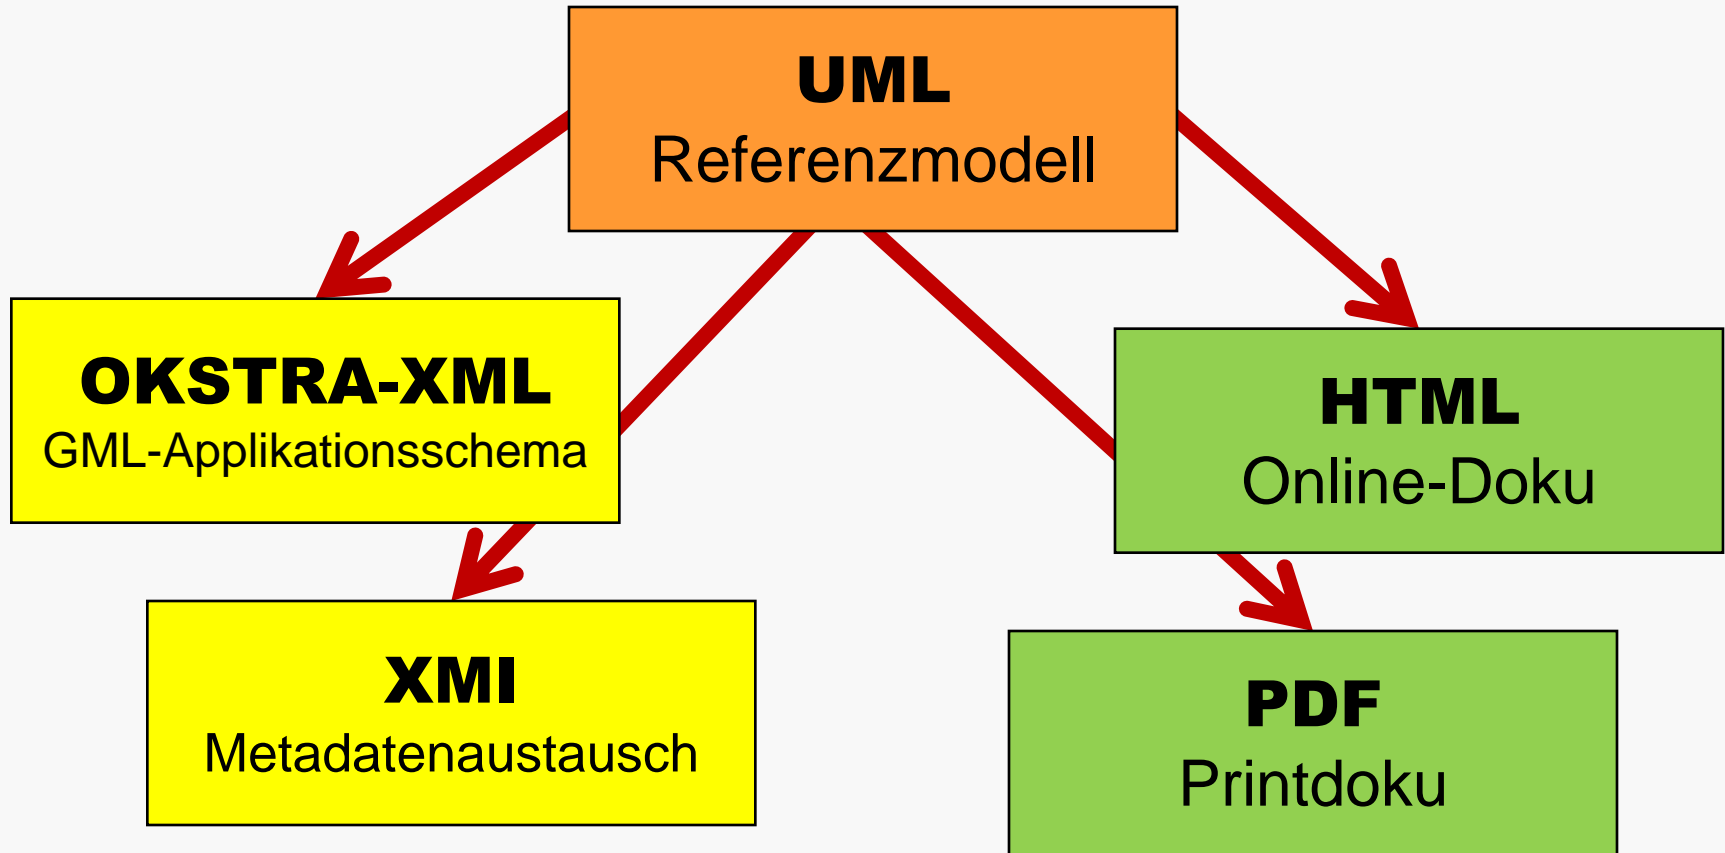 UML
Referenzmodell
OKSTRA-XML
GML-Applikationsschema
HTML
Online-Doku
XMI
Metadatenaustausch
PDF
Printdoku